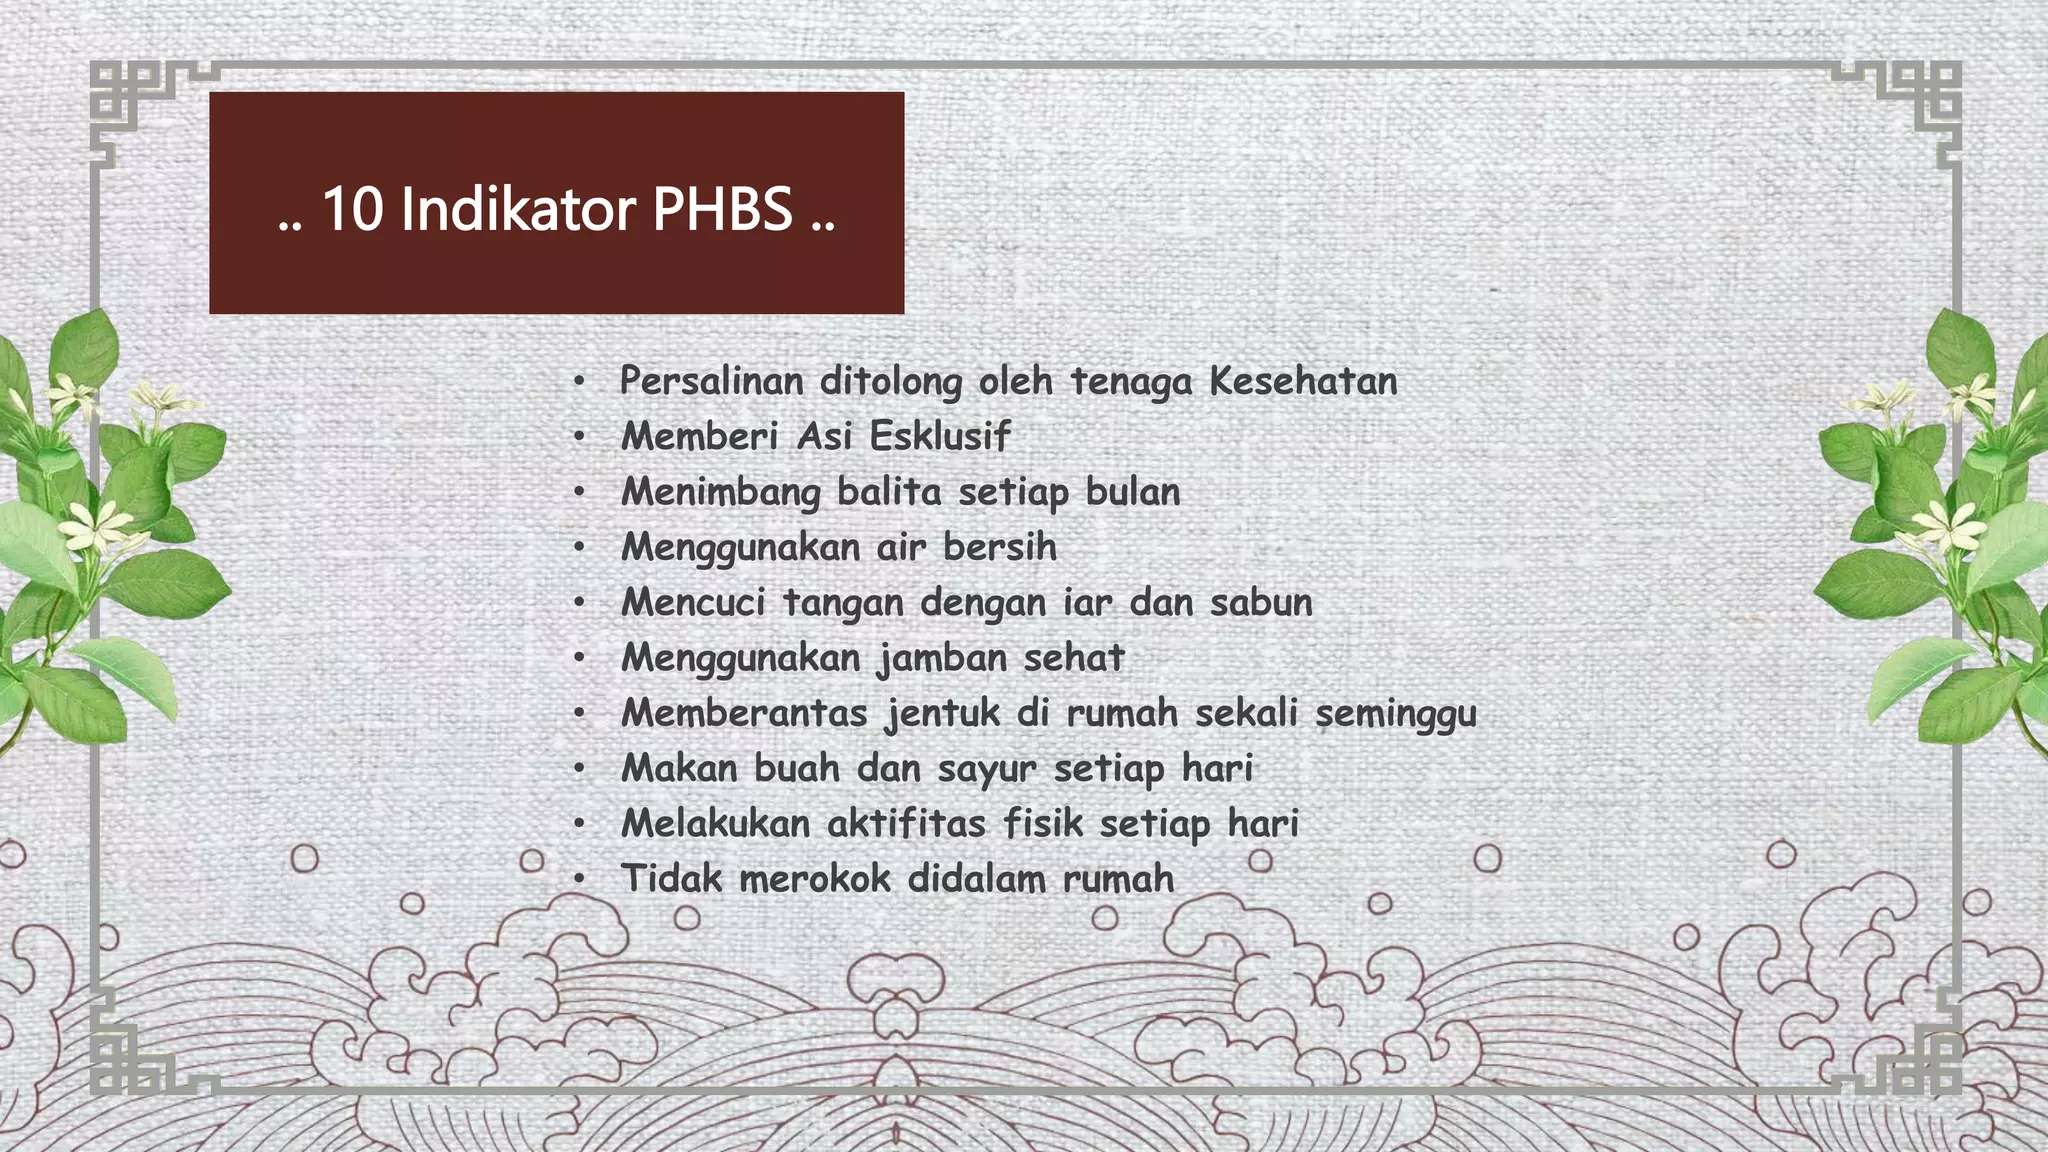 .. 10 Indikator PHBS ..
• Persalinan ditolong oleh tenaga Kesehatan
• Memberi Asi Esklusif
• Menimbang balita setiap bulan
• Menggunakan air bersih
• Mencuci tangan dengan iar dan sabun
• Menggunakan jamban sehat
• Memberantas jentuk di rumah sekali seminggu
• Makan buah dan sayur setiap hari
• Melakukan aktifitas fisik setiap hari
• Tidak merokok didalam rumah